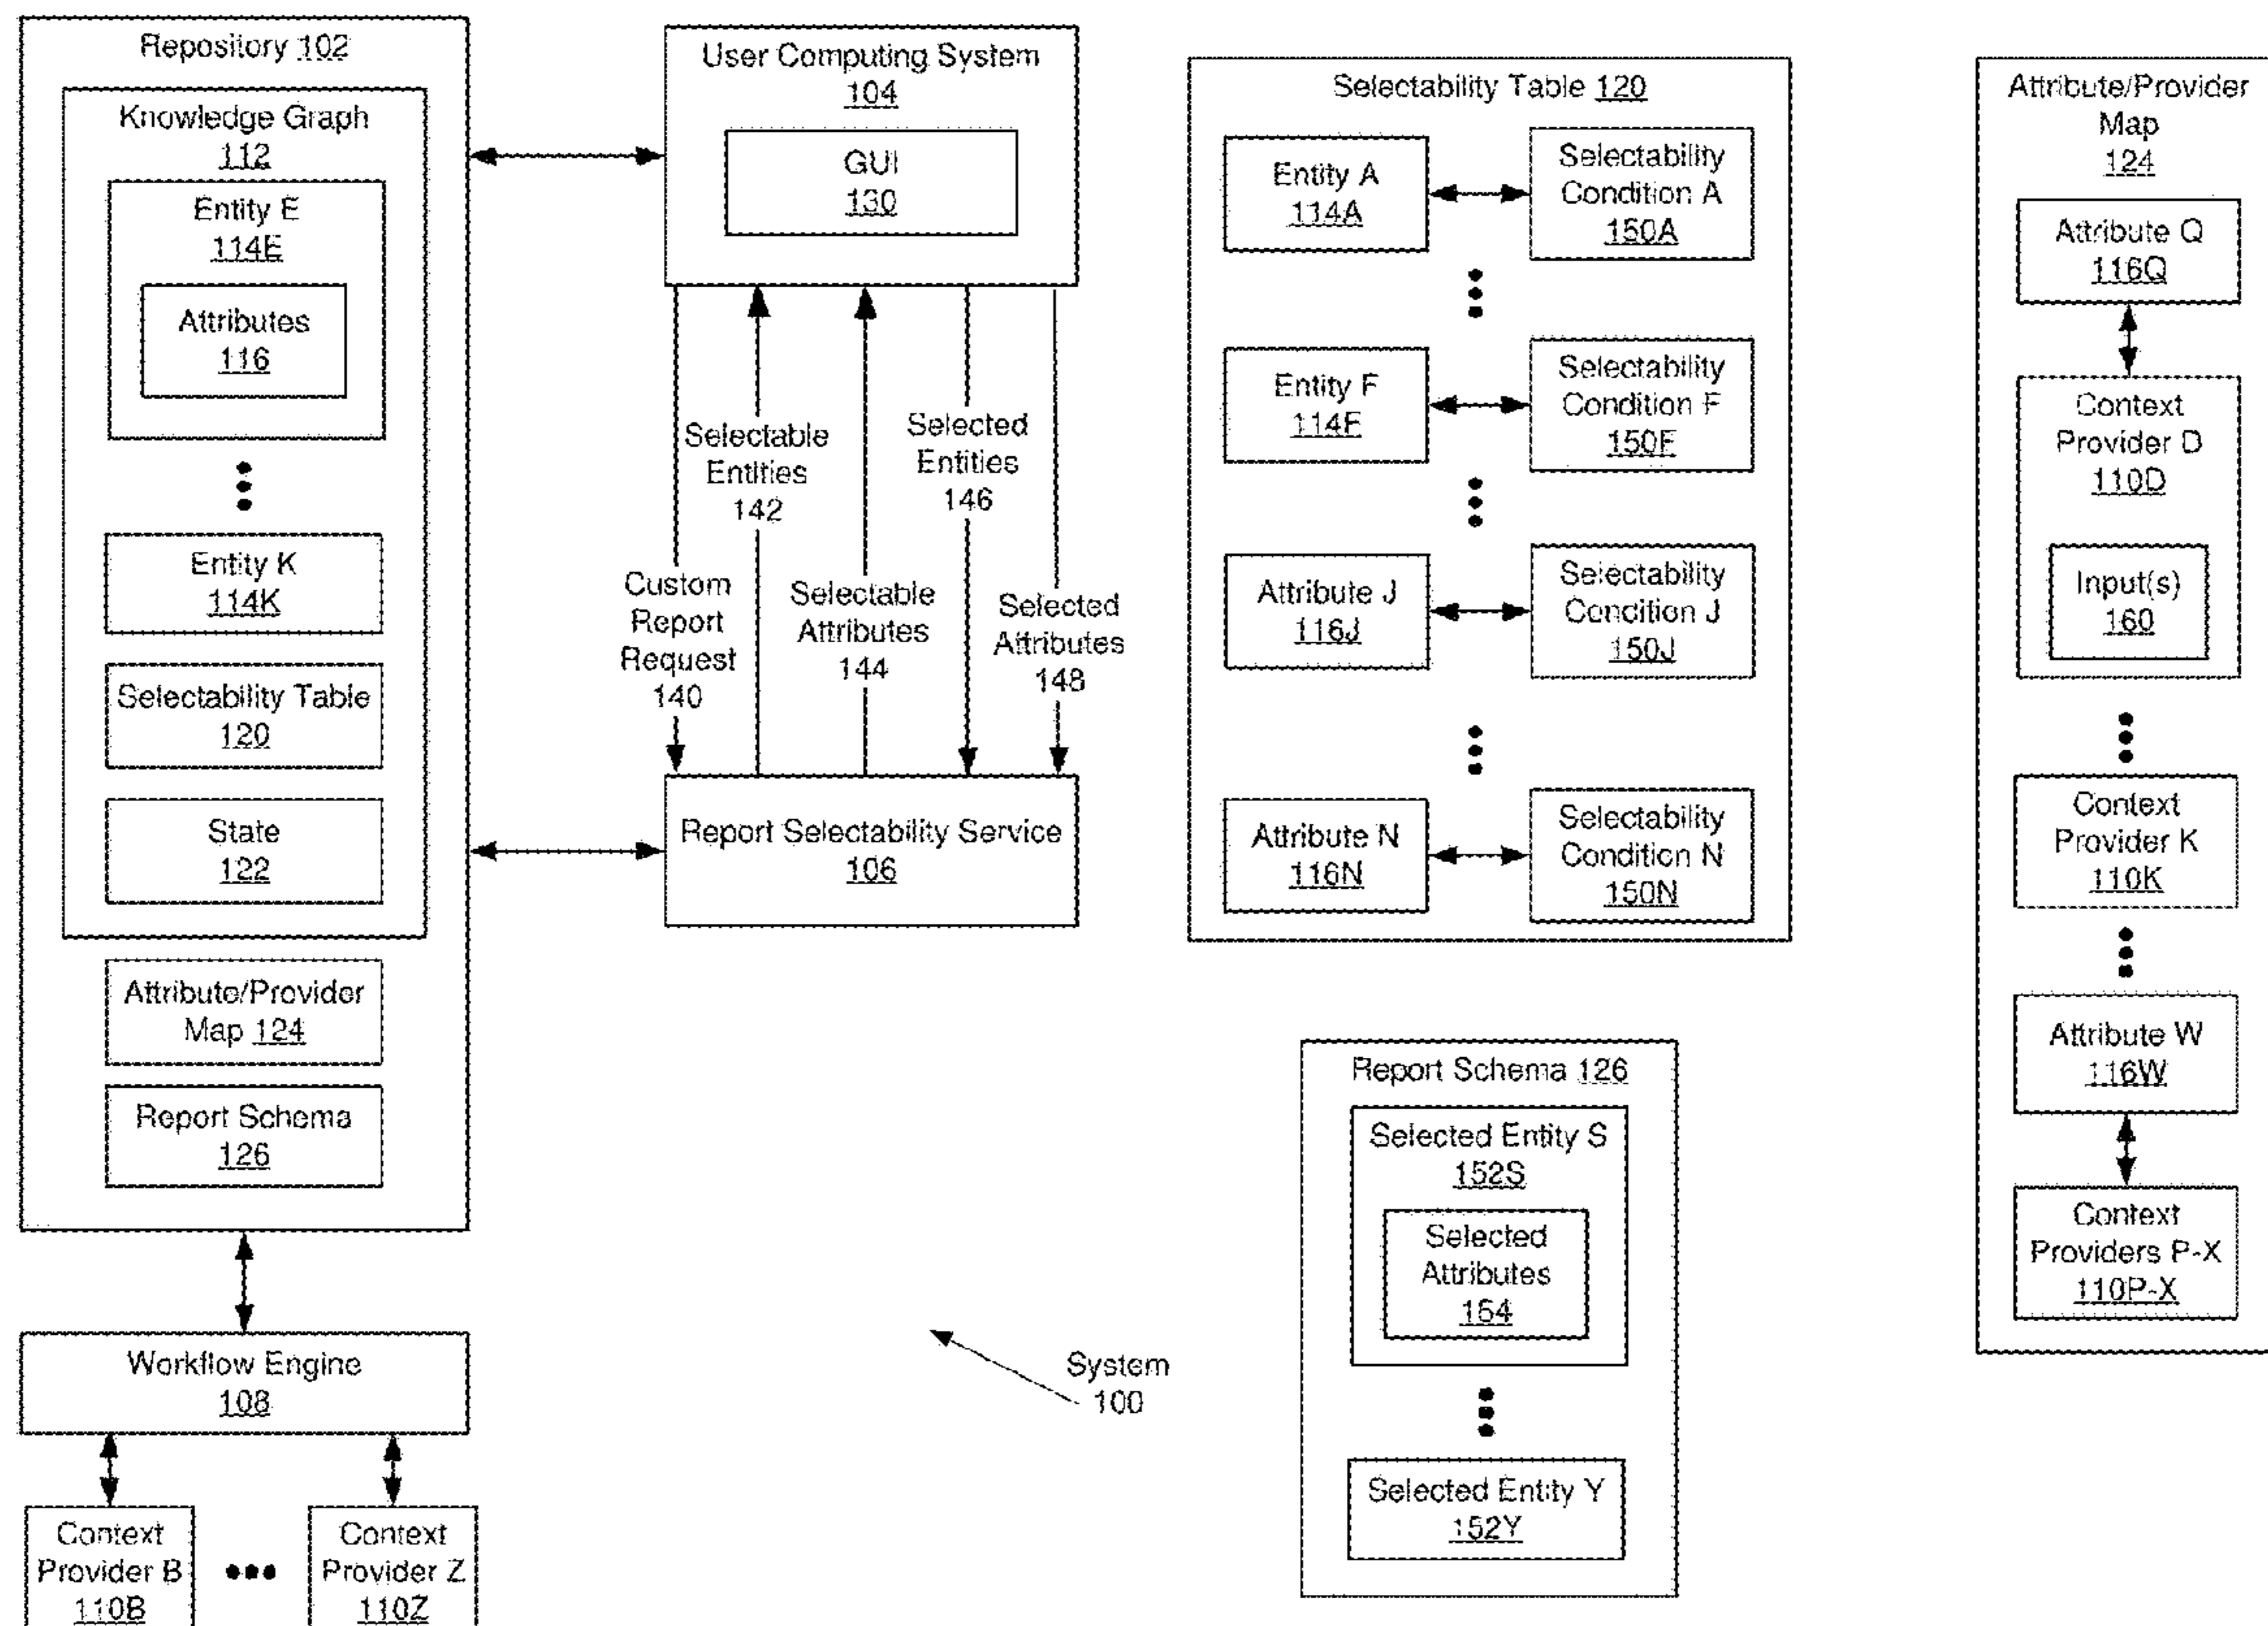 Repository 102
Knowledge Graph
112
Entity E
114E
Attributes
116
Entity K
114K
Selectability Table
120
State
122
Attribute/Provider
Map 124
Report Schema
126
Workflow Engine
108
Context
Provider B
110B
Context
Provider Z
110Z
User Computing System
104
GUI
130
Custom
Report
Request
140
Selectable
Entities
142
Selectable
Attributes
144
Selected
Entities
146
Selected
Attributes
148
Report Selectability Service
106
System
100
Selectability Table 120
Entity A
114A
Selectability
Condition A
150A
Entity F
114F
Selectability
Condition F
150F
Attribute J
116J
Selectability
Condition J
150J
Attribute N
116N
Selectability
Condition N
150N
Report Schema 126
Selected Entity S
152S
Selected
Attributes
154
Selected Entity Y
152Y
Attribute/Provider
Map
124
Attribute Q
116Q
Context
Provider D
110D
Input(s)
160
Context
Provider K
110K
Attribute W
116W
Context
Providers P-X
110P-X